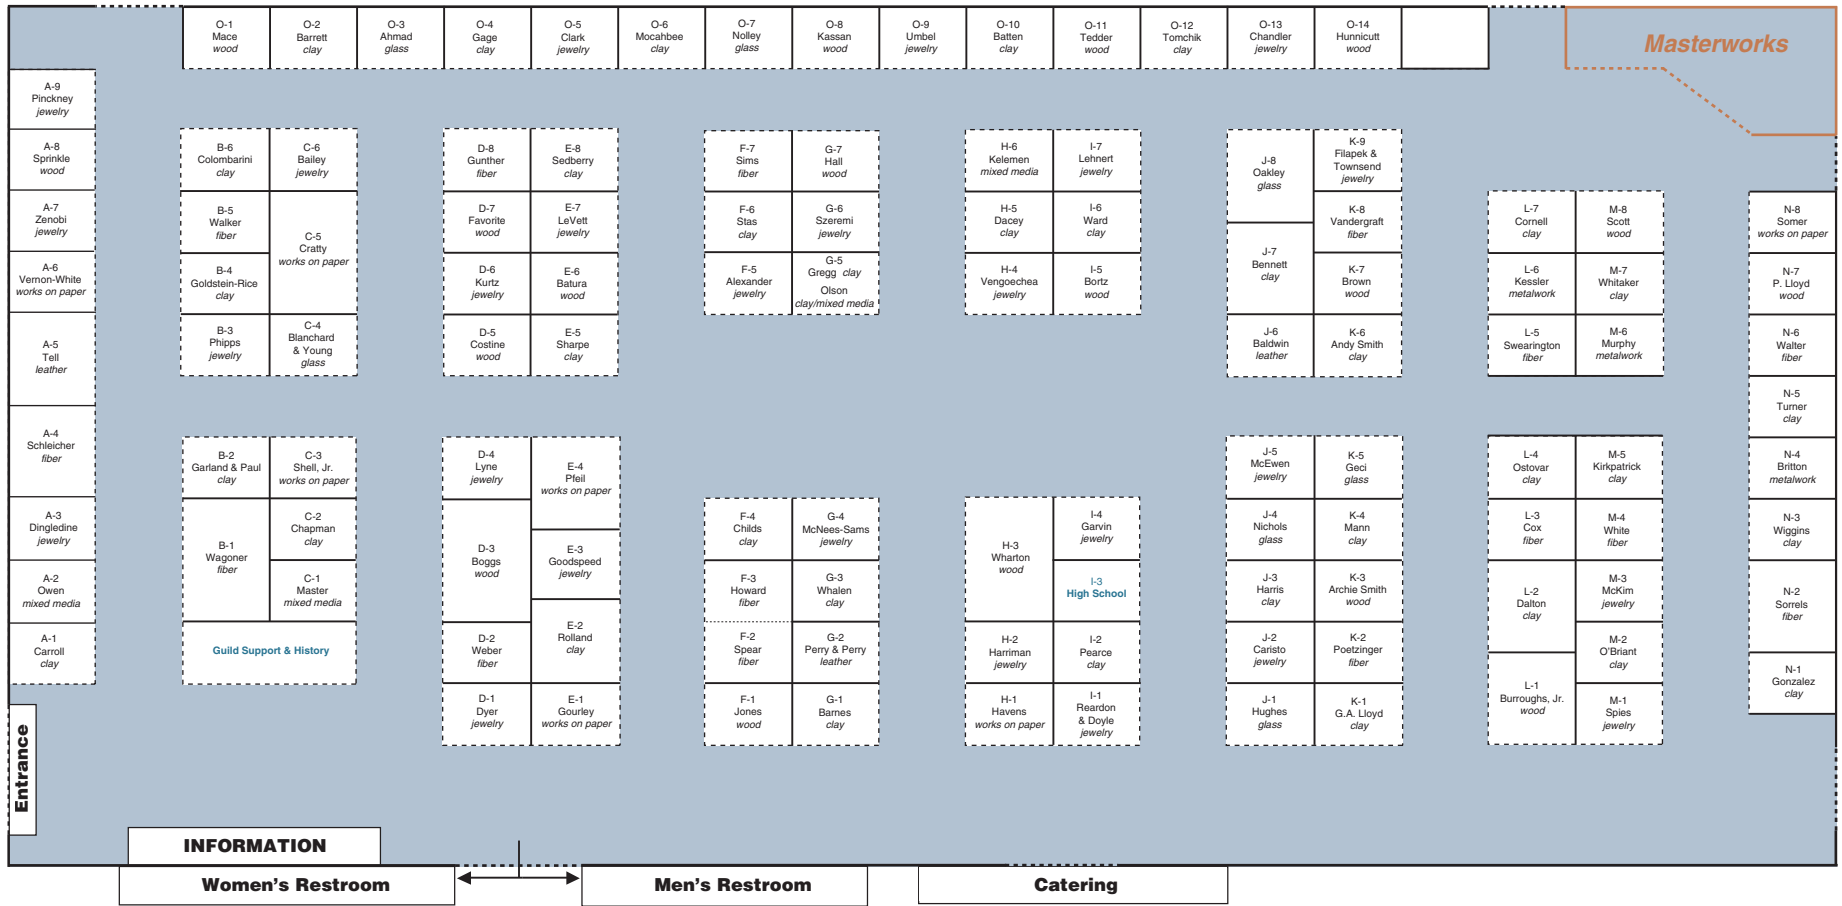 O-1
Mace
wood
O-2
Barrett
clay
O-3
Ahmad
glass
O-4
Gage
clay
O-5
Clark
jewelry
O-6
Mocahbee
clay
O-7
Nolley
glass
O-8
Kassan
wood
O-9
Umbel
jewelry
O-10
Batten
clay
O-11
Tedder
wood
O-12
Tomchik
clay
O-13
Chandler
jewelry
O-14
Hunnicutt
wood
Masterworks
A-9
Pinckney
jewelry
A-8
Sprinkle
wood
A-7
Zenobi
jewelry
A-6
Vernon-White
works on paper
A-5
Tell
leather
A-4
Schleicher
fiber
A-3
Dingledine
jewelry
A-2
Owen
mixed media
A-1
Carroll
clay
B-6
Colombarini
clay
B-5
Walker
fiber
B-4
Goldstein-Rice
clay
B-3
Phipps
jewelry
C-6
Bailey
jewelry
C-5
Cratty
works on paper
C-4
Blanchard
& Young
glass
B-2
Garland & Paul
clay
B-1
Wagoner
fiber
C-3
Shell, Jr.
works on paper
C-2
Chapman
clay
C-1
Master
mixed media
Guild Support & History
D-8
Gunther
fiber
D-7
Favorite
wood
D-6
Kurtz
jewelry
D-5
Costine
wood
E-8
Sedberry
clay
E-7
LeVett
jewelry
E-6
Batura
wood
E-5
Sharpe
clay
D-4
Lyne
jewelry
D-3
Boggs
wood
D-2
Weber
fiber
D-1
Dyer
jewelry
E-4
Pfeil
works on paper
E-3
Goodspeed
jewelry
E-2
Rolland
clay
E-1
Gourley
works on paper
F-7
Sims
fiber
F-6
Stas
clay
F-5
Alexander
jewelry
G-7
Hall
wood
G-6
Szeremi
jewelry
G-5
Gregg clay
Olson
clay/mixed media
F-4
Childs
clay
F-3
Howard
fiber
F-2
Spear
fiber
F-1
Jones
wood
G-4
McNees-Sams
jewelry
G-3
Whalen
clay
G-2
Perry & Perry
leather
G-1
Barnes
clay
H-6
Kelemen
mixed media
H-5
Dacey
clay
H-4
Vengoechea
jewelry
I-7
Lehnert
jewelry
I-6
Ward
clay
I-5
Bortz
wood
H-3
Wharton
wood
H-2
Harriman
jewelry
H-1
Havens
works on paper
I-4
Garvin
jewelry
I-3
High School
I-2
Pearce
clay
I-1
Reardon
& Doyle
jewelry
J-8
Oakley
glass
J-7
Bennett
clay
J-6
Baldwin
leather
K-9
Filapek &
Townsend
jewelry
K-8
Vandergraft
fiber
K-7
Brown
wood
K-6
Andy Smith
clay
J-5
McEwen
jewelry
J-4
Nichols
glass
J-3
Harris
clay
J-2
Caristo
jewelry
J-1
Hughes
glass
K-5
Geci
glass
K-4
Mann
clay
K-3
Archie Smith
wood
K-2
Poetzinger
fiber
K-1
G.A. Lloyd
clay
L-7
Cornell
clay
L-6
Kessler
metalwork
L-5
Swearington
fiber
M-8
Scott
wood
M-7
Whitaker
clay
M-6
Murphy
metalwork
L-4
Ostovar
clay
L-3
Cox
fiber
L-2
Dalton
clay
L-1
Burroughs, Jr.
wood
M-5
Kirkpatrick
clay
M-4
White
fiber
M-3
McKim
jewelry
M-2
O'Briant
clay
M-1
Spies
jewelry
N-8
Somer
works on paper
N-7
P. Lloyd
wood
N-6
Walter
fiber
N-5
Turner
clay
N-4
Britton
metalwork
N-3
Wiggins
clay
N-2
Sorrels
fiber
N-1
Gonzalez
clay
Entrance
INFORMATION
Women's Restroom
Men's Restroom
Catering